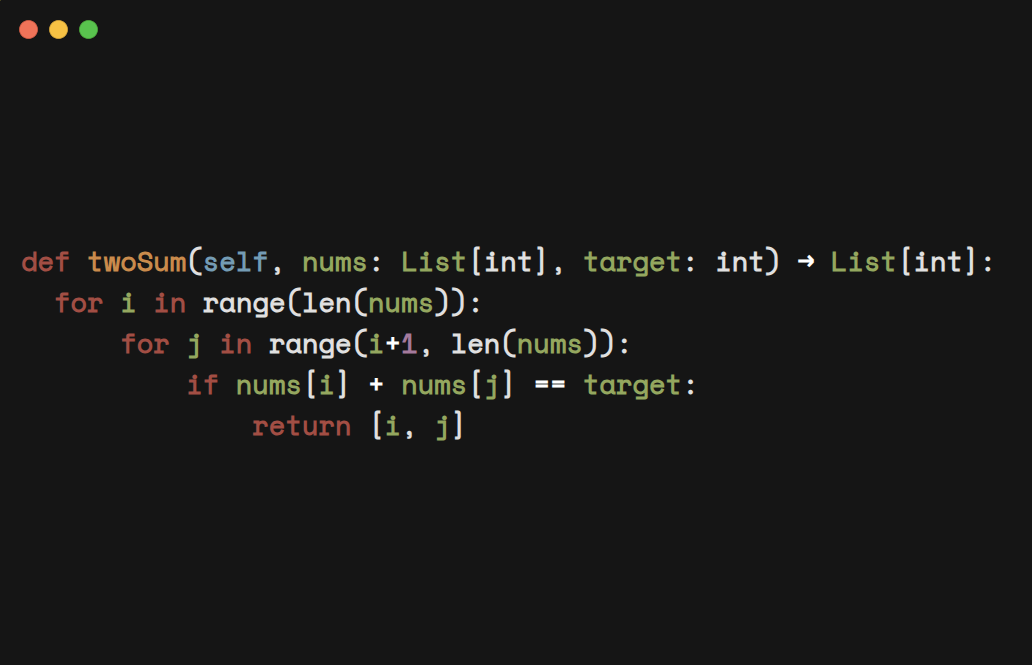 def twoSum(self, nums: List[int], target: int) → List[int]:
  for i in range(len(nums)):
      for j in range(i+1, len(nums)):
          if nums[i] + nums[j] == target:
              return [i, j]